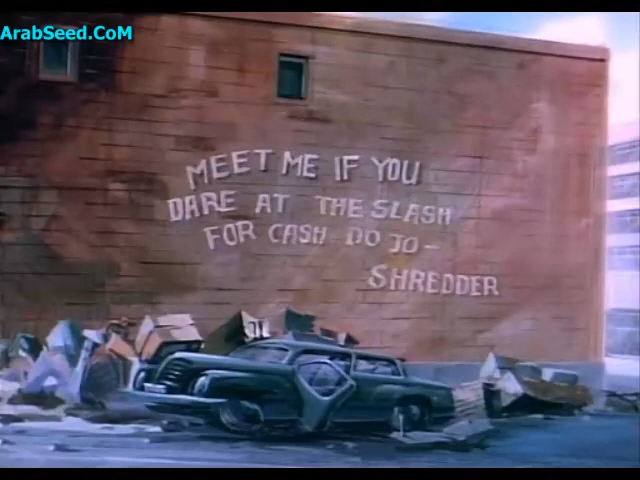 ArabSeed.CoM
MEET ME IF YOU
DARE AT THE SLASH
FOR CASH DO JO-
SHREDDER